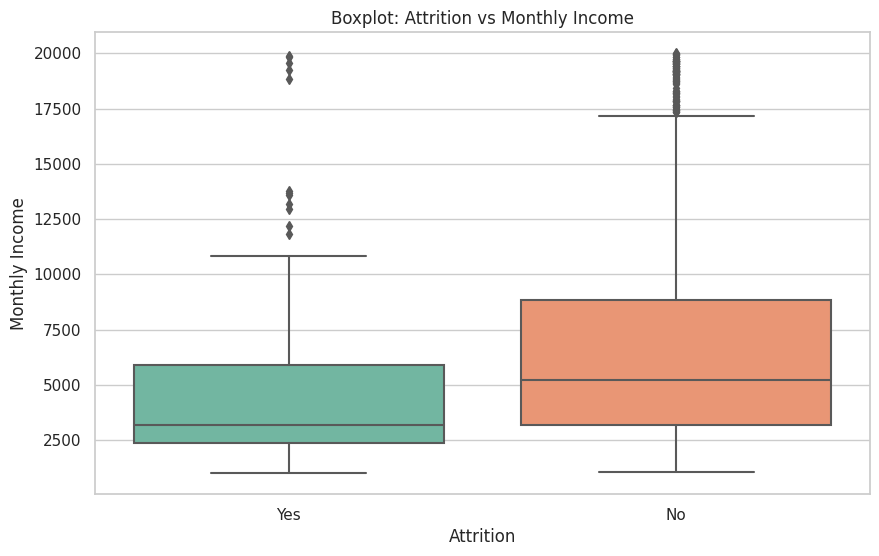 Boxplot: Attrition vs Monthly Income
20000
17500
15000
12500
10000
7500
5000
2500
Monthly Income
Yes
No
Attrition